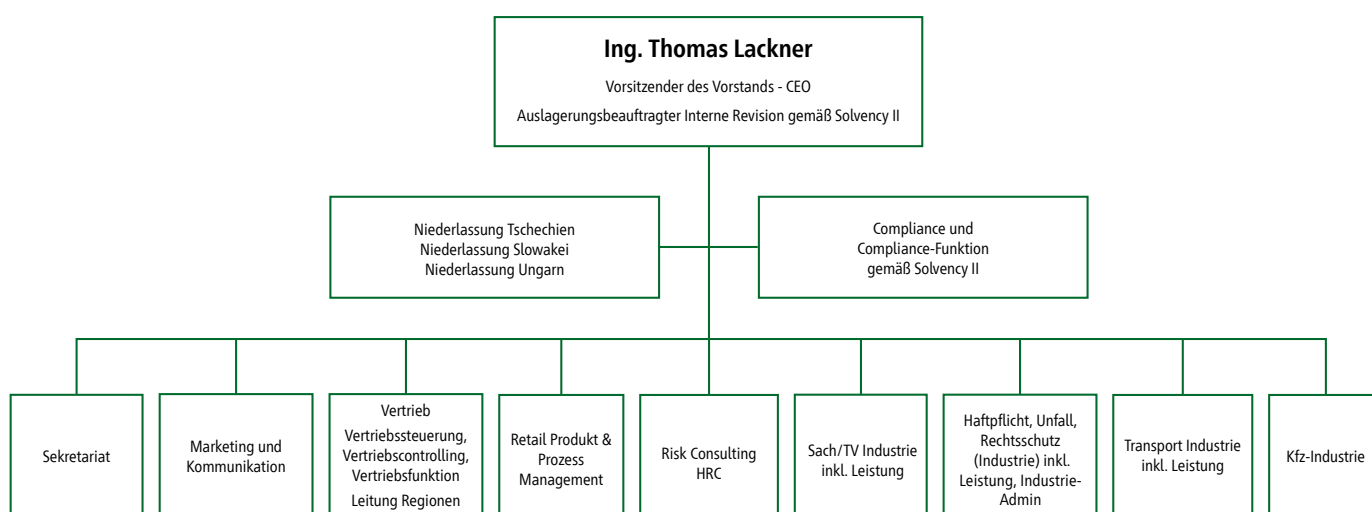 Ing. Thomas Lackner
Vorsitzender des Vorstands - CEO
Auslagerungsbeauftragter Interne Revision gemäß Solvency II
Niederlassung Tschechien
Niederlassung Slowakei
Niederlassung Ungarn
Compliance und
Compliance-Funktion
gemäß Solvency II
Sekretariat
Marketing und
Kommunikation
Vertrieb
Vertriebssteuerung,
Vertriebscontrolling,
Vertriebsfunktion
Leitung Regionen
Retail Produkt &
Prozess
Management
Risk Consulting
HRC
Sach/TV Industrie
inkl. Leistung
Haftpflicht, Unfall,
Rechtsschutz
(Industrie) inkl.
Leistung, Industrie-
Admin
Transport Industrie
inkl. Leistung
Kfz-Industrie